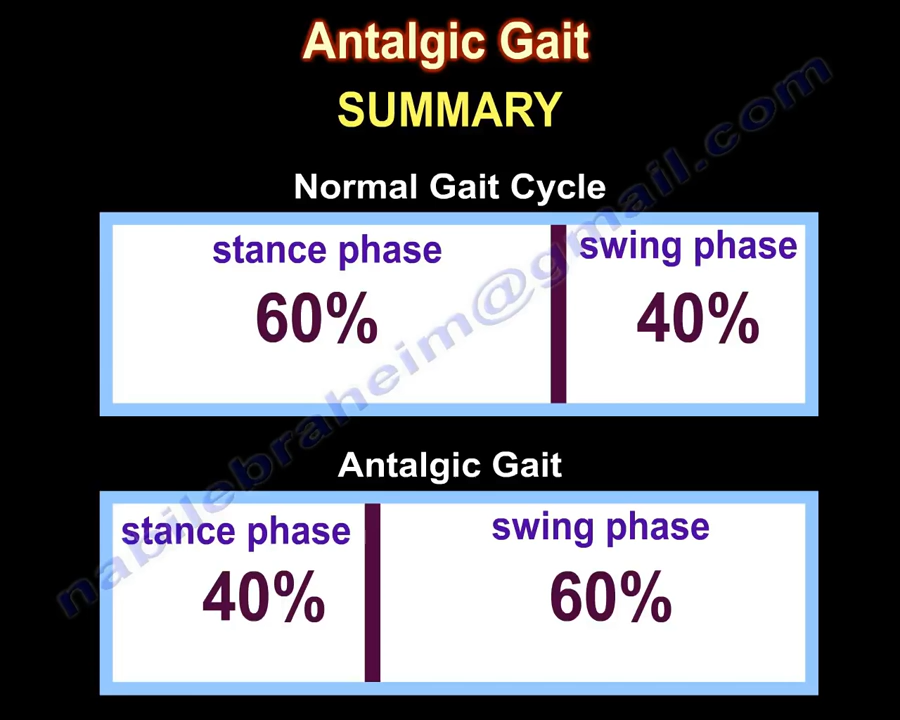 Antalgic Gait
SUMMARY
Normal Gait Cycle
stance phase
swing phase
60%
40%
Antalgic Gait
stance phase
swing phase
40%
60%
nabilebraheim@gmail.com